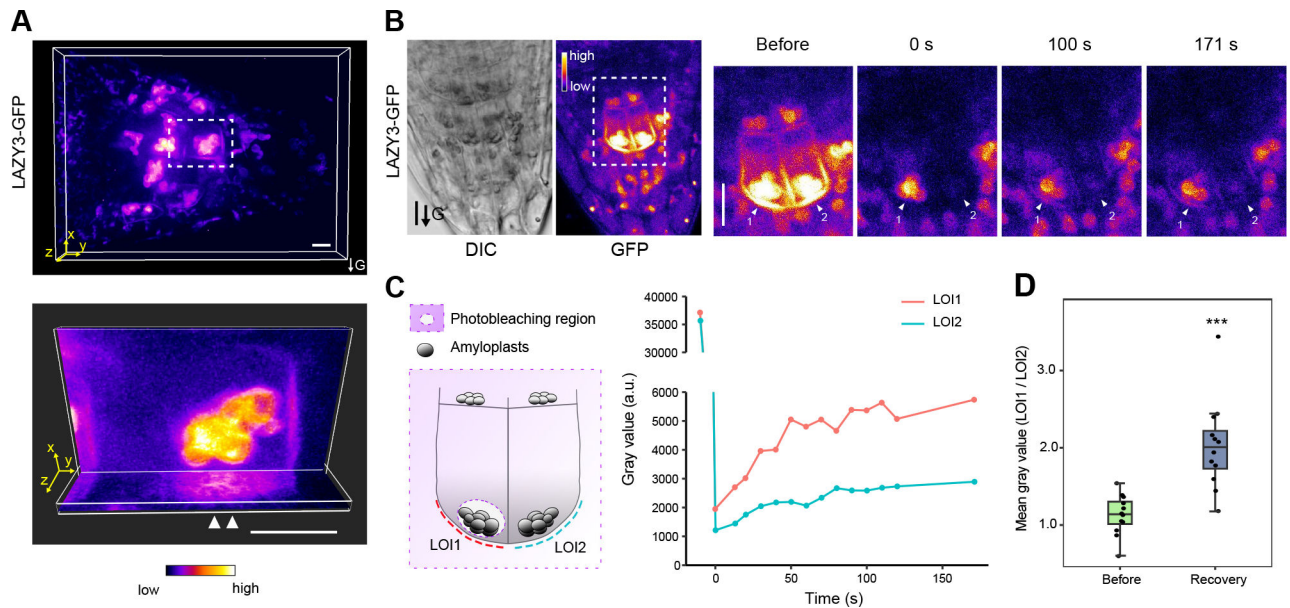 A
LAZY3-GFP
x
y
z
G
x
y
z
low
high
B
LAZY3-GFP
high
low
G
DIC
GFP
Before
0 s
100 s
171 s
1
2
1
2
1
2
1
2
C
Photobleaching region
Amyloplasts
LOI1
LOI2
Gray value (a.u.)
40000
35000
30000
6000
5000
4000
3000
2000
1000
0
0
50
100
150
Time (s)
LOI1
LOI2
D
Mean gray value (LOI1 / LOI2)
3.0
2.0
1.0
***
Before
Recovery